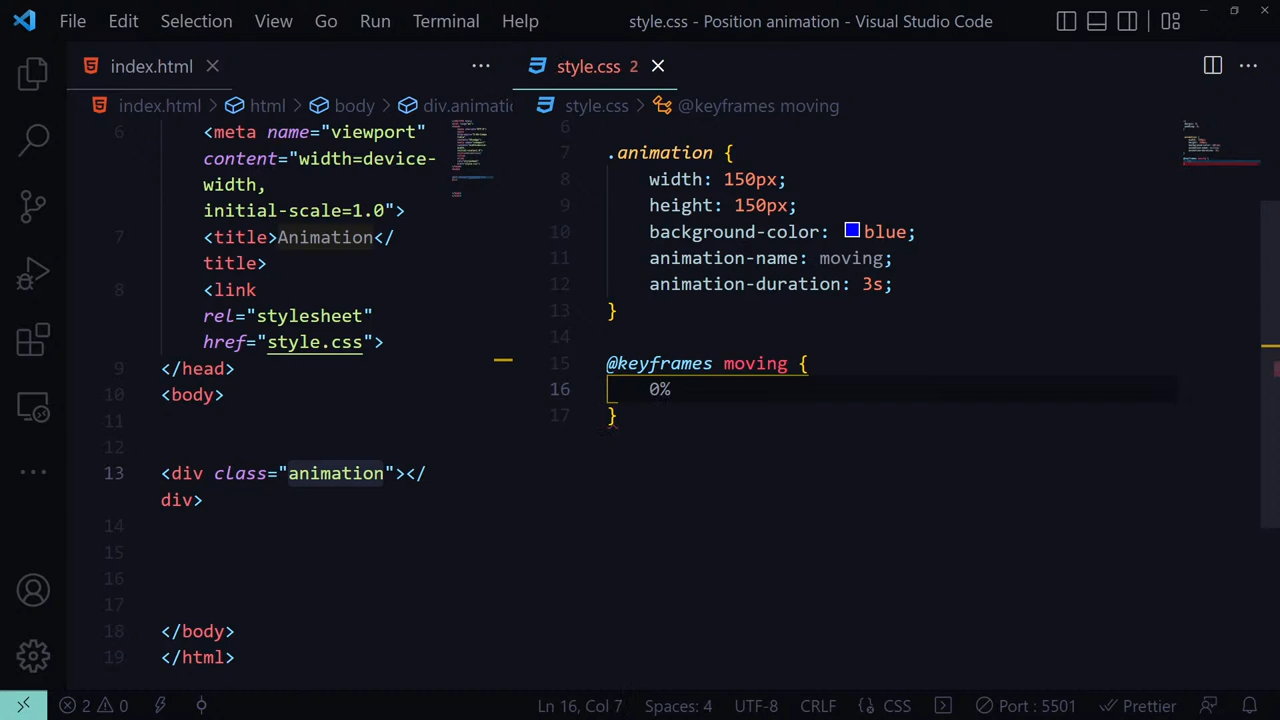 File Edit Selection View Go Run Terminal Help style.css - Position animation - Visual Studio Code
index.html style.css 2
index.html html body div.animatic style.css @keyframes moving
6 <meta name="viewport"
content="width=device-
width,
initial-scale=1.0">
7 <title>Animation</
title>
8 <link
rel="stylesheet"
href="style.css">
9 </head>
10 <body>
11
12
13 <div class="animation"></
div>
14
15
16
17
18 </body>
19 </html>
6
7 .animation {
8 width: 150px;
9 height: 150px;
10 background-color: blue;
11 animation-name: moving;
12 animation-duration: 3s;
13 }
14
15 @keyframes moving {
16 0%
17 }
2 0 Ln 16, Col 7 Spaces: 4 UTF-8 CRLF CSS Port : 5501 Prettier